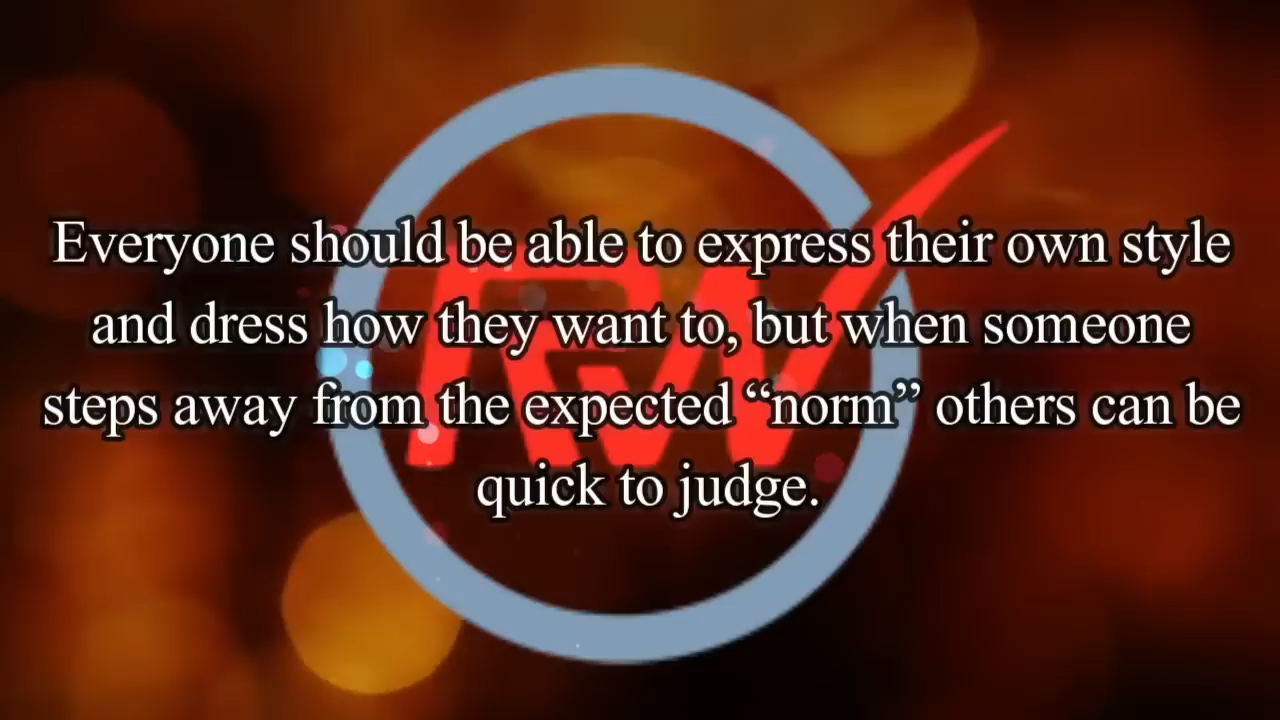 Everyone should be able to express their own style
and dress how they want to, but when someone
steps away from the expected “norm” others can be
quick to judge.
RW